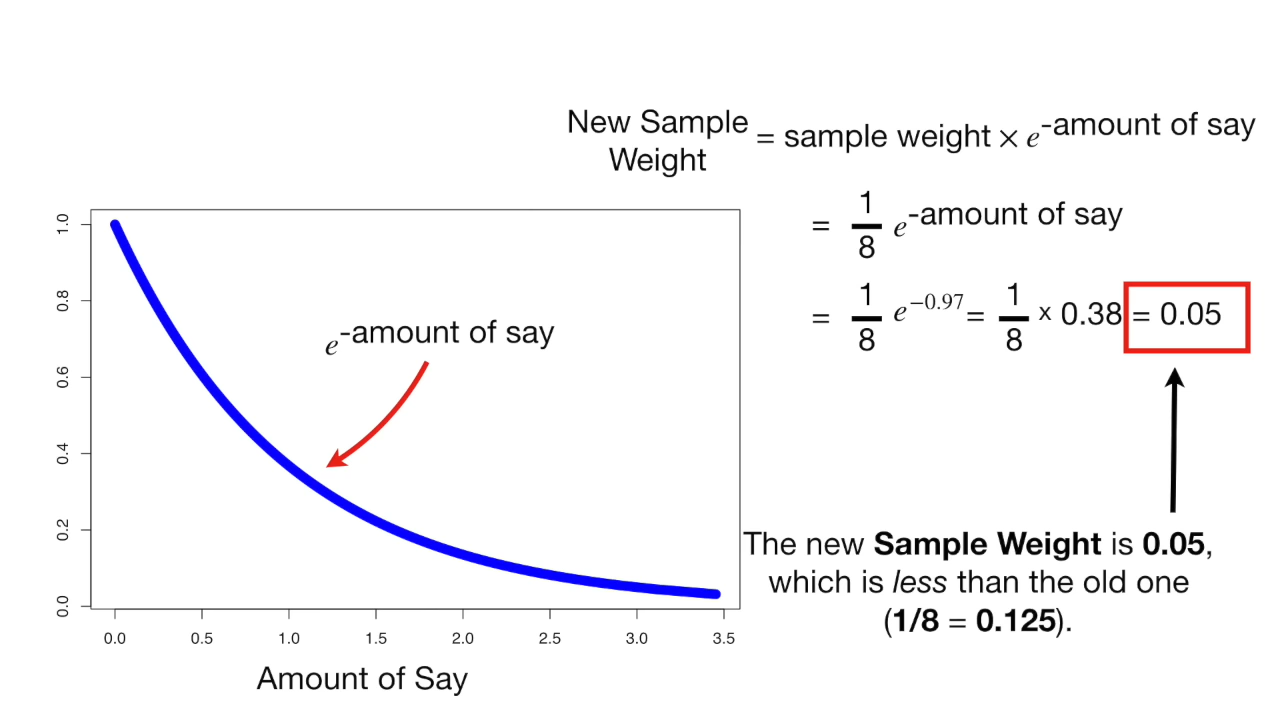 New Sample
Weight
= sample weight × e^-amount of say
= 1/8 e^-amount of say
= 1/8 e^−0.97 = 1/8 x 0.38 = 0.05
e^-amount of say
1.0
0.8
0.6
0.4
0.2
0.0
0.0 0.5 1.0 1.5 2.0 2.5 3.0 3.5
Amount of Say
The new Sample Weight is 0.05,
which is less than the old one
(1/8 = 0.125).